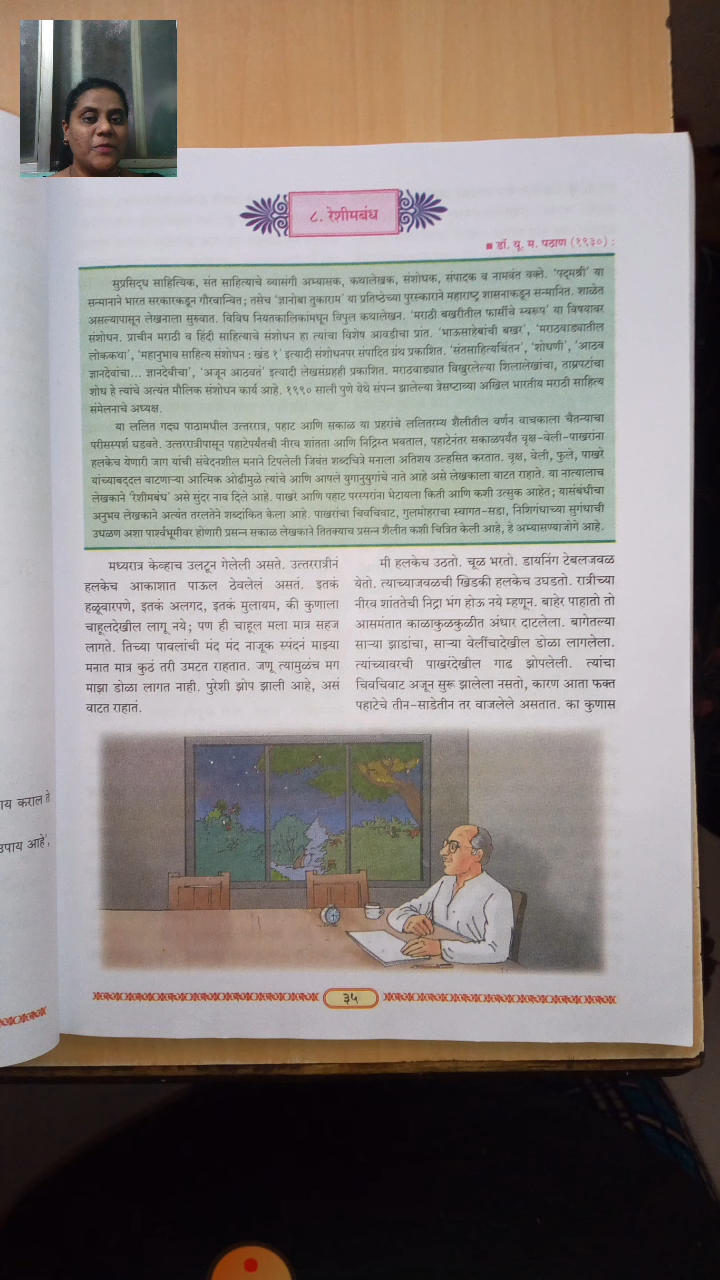 ८. रेशीमबंध
■ डॉ. यू. म. पठाण (१९३०) :
सुप्रसिद्ध साहित्यिक, संत साहित्याचे व्यासंगी अभ्यासक, कथालेखक, संशोधक, संपादक व नामवंत वक्ते. 'पद्मश्री' या
सन्मानाने भारत सरकारकडून गौरवान्वित; तसेच 'ज्ञानोबा तुकाराम' या प्रतिष्ठेच्या पुरस्काराने महाराष्ट्र शासनाकडून सन्मानित. शाळेत
असल्यापासून लेखनाला सुरुवात. विविध नियतकालिकांमधून विपुल कथालेखन. 'मराठी बखरीतील फार्सीचे स्वरूप' या विषयावर
संशोधन. प्राचीन मराठी व हिंदी साहित्याचे संशोधन हा त्यांचा विशेष आवडीचा प्रांत. 'भाऊसाहेबांची बखर', 'मराठवाड्यातील
लोककथा', 'महानुभाव साहित्य संशोधन : खंड १' इत्यादी संशोधनपर संपादित ग्रंथ प्रकाशित. 'संतसाहित्यचिंतन', 'शोधणी', 'आठव
ज्ञानदेवांचा... ज्ञानदेवीचा', 'अजून आठवतं' इत्यादी लेखसंग्रहही प्रकाशित. मराठवाड्यात विखुरलेल्या शिलालेखांचा, ताम्रपटांचा
शोध हे त्यांचे अत्यंत मौलिक संशोधन कार्य आहे. १९९० साली पुणे येथे संपन्न झालेल्या त्रेसष्टाव्या अखिल भारतीय मराठी साहित्य
संमेलनाचे अध्यक्ष.
या ललित गद्य पाठामधील उत्तररात्र, पहाट आणि सकाळ या प्रहरांचे ललितरम्य शैलीतील वर्णन वाचकाला चैतन्याचा
परीसस्पर्श घडवते. उत्तररात्रीपासून पहाटेपर्यंतची नीरव शांतता आणि निद्रिस्त भवताल, पहाटेनंतर सकाळपर्यंत वृक्ष-वेली-पाखरांना
हलकेच येणारी जाग यांची संवेदनशील मनाने टिपलेली जिवंत शब्दचित्रे मनाला अतिशय उल्हसित करतात. वृक्ष, वेली, फुले, पाखरे
यांच्याबद्दल वाटणाऱ्या आत्मिक ओढीमुळे त्यांचे आणि आपले युगानुयुगांचे नाते आहे असे लेखकाला वाटत राहाते. या नात्यालाच
लेखकाने 'रेशीमबंध' असे सुंदर नाव दिले आहे. पाखरे आणि पहाट परस्परांना भेटायला किती आणि कशी उत्सुक आहेत; यासंबंधीचा
अनुभव लेखकाने अत्यंत तरलतेने शब्दांकित केला आहे. पाखरांचा चिवचिवाट, गुलमोहराचा स्वागत-सडा, निशिगंधाच्या सुगंधाची
उधळण अशा पार्श्वभूमीवर होणारी प्रसन्न सकाळ लेखकाने तितक्याच प्रसन्न शैलीत कशी चित्रित केली आहे, हे अभ्यासण्याजोगे आहे.
मध्यरात्र केव्हाच उलटून गेलेली असते. उत्तररात्रीनं
हलकेच आकाशात पाऊल ठेवलेलं असतं. इतकं
हळूवारपणे, इतकं अलगद, इतकं मुलायम, की कुणाला
चाहूलदेखील लागू नये; पण ही चाहूल मला मात्र सहज
लागते. तिच्या पावलांची मंद मंद नाजूक स्पंदनं माझ्या
मनात मात्र कुठं तरी उमटत राहतात. जणू त्यामुळंच मग
माझा डोळा लागत नाही. पुरेशी झोप झाली आहे, असं
वाटत राहातं.
मी हलकेच उठतो. चूळ भरतो. डायनिंग टेबलजवळ
येतो. त्याच्याजवळची खिडकी हलकेच उघडतो. रात्रीच्या
नीरव शांततेची निद्रा भंग होऊ नये म्हणून. बाहेर पाहातो तो
आसमंतात काळाकुळकुळीत अंधार दाटलेला. बागेतल्या
साऱ्या झाडांचा, साऱ्या वेलींचादेखील डोळा लागलेला.
त्यांच्यावरची पाखरंदेखील गाढ झोपलेली. त्यांचा
चिवचिवाट अजून सुरू झालेला नसतो, कारण आता फक्त
पहाटेचे तीन-साडेतीन तर वाजलेले असतात. का कुणास
३५
ाय कराल ते
उपाय आहे',